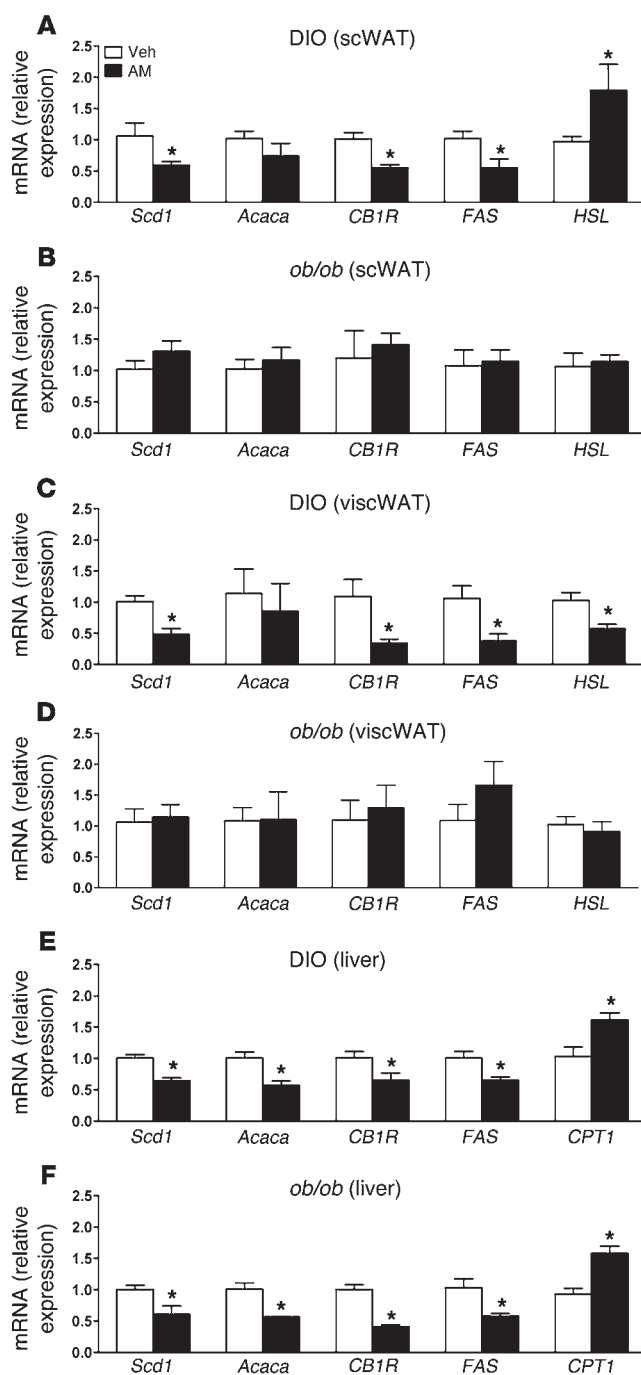 A
DIO (scWAT)
Veh
AM
mRNA (relative
expression)
2.5
2.0
1.5
1.0
0.5
0.0
*
*
*
*
Scd1 Acaca CB1R FAS HSL
B
ob/ob (scWAT)
mRNA (relative
expression)
2.5
2.0
1.5
1.0
0.5
0.0
Scd1 Acaca CB1R FAS HSL
C
DIO (viscWAT)
mRNA (relative
expression)
2.5
2.0
1.5
1.0
0.5
0.0
*
*
*
*
Scd1 Acaca CB1R FAS HSL
D
ob/ob (viscWAT)
mRNA (relative
expression)
2.5
2.0
1.5
1.0
0.5
0.0
Scd1 Acaca CB1R FAS HSL
E
DIO (liver)
mRNA (relative
expression)
2.5
2.0
1.5
1.0
0.5
0.0
*
*
*
*
*
Scd1 Acaca CB1R FAS CPT1
F
ob/ob (liver)
mRNA (relative
expression)
2.5
2.0
1.5
1.0
0.5
0.0
*
*
*
*
*
Scd1 Acaca CB1R FAS CPT1